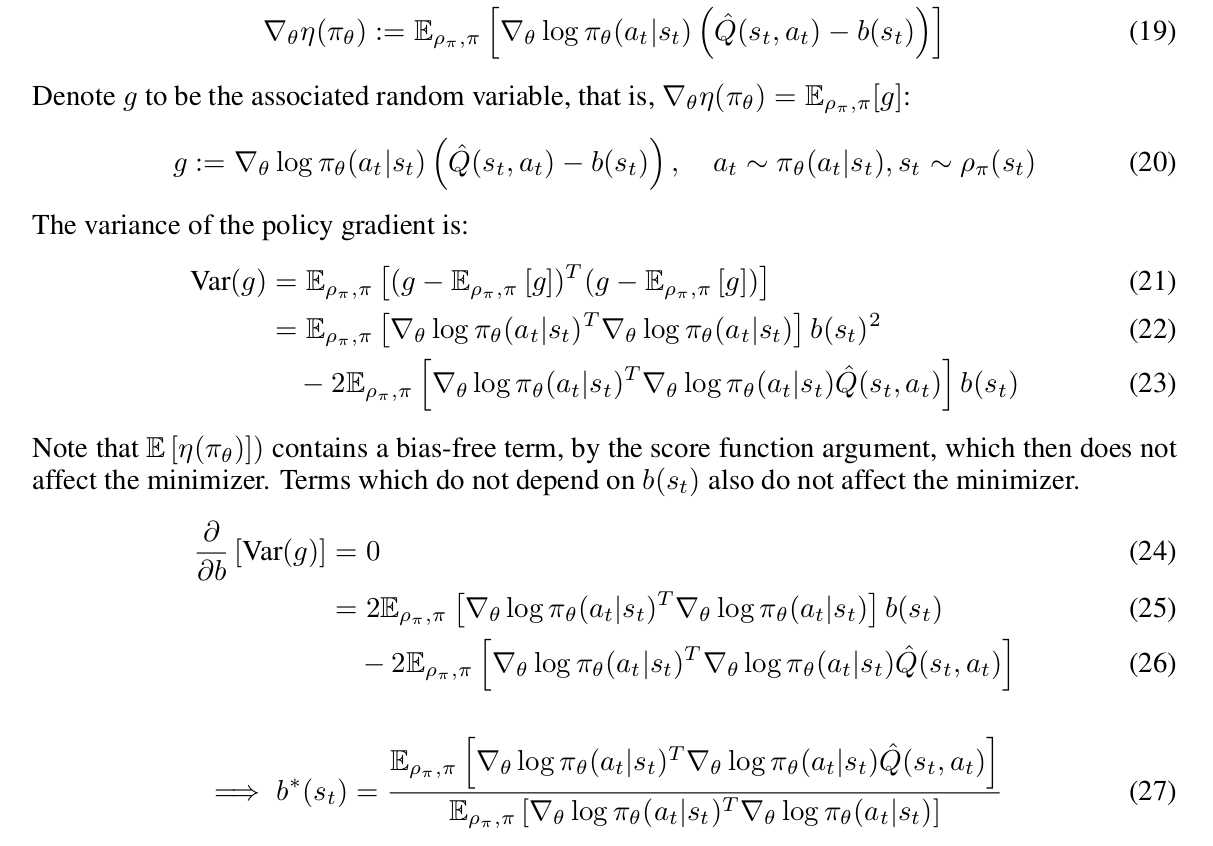 ∇_θ η(π_θ) := 𝔼_{ρ_π,π} [∇_θ log π_θ(a_t|s_t) (Q̂(s_t, a_t) − b(s_t))] (19)
Denote g to be the associated random variable, that is, ∇_θ η(π_θ) = 𝔼_{ρ_π,π}[g]:
g := ∇_θ log π_θ(a_t|s_t) (Q̂(s_t, a_t) − b(s_t)), a_t ∼ π_θ(a_t|s_t), s_t ∼ ρ_π(s_t) (20)
The variance of the policy gradient is:
Var(g) = 𝔼_{ρ_π,π} [(g − 𝔼_{ρ_π,π} [g])^T (g − 𝔼_{ρ_π,π} [g])] (21)
= 𝔼_{ρ_π,π} [∇_θ log π_θ(a_t|s_t)^T ∇_θ log π_θ(a_t|s_t)] b(s_t)^2 (22)
− 2𝔼_{ρ_π,π} [∇_θ log π_θ(a_t|s_t)^T ∇_θ log π_θ(a_t|s_t) Q̂(s_t, a_t)] b(s_t) (23)
Note that 𝔼 [η(π_θ)]) contains a bias-free term, by the score function argument, which then does not
affect the minimizer. Terms which do not depend on b(s_t) also do not affect the minimizer.
∂/∂b [Var(g)] = 0 (24)
= 2𝔼_{ρ_π,π} [∇_θ log π_θ(a_t|s_t)^T ∇_θ log π_θ(a_t|s_t)] b(s_t) (25)
− 2𝔼_{ρ_π,π} [∇_θ log π_θ(a_t|s_t)^T ∇_θ log π_θ(a_t|s_t) Q̂(s_t, a_t)] (26)
⟹ b*(s_t) = 𝔼_{ρ_π,π} [∇_θ log π_θ(a_t|s_t)^T ∇_θ log π_θ(a_t|s_t) Q̂(s_t, a_t)] / 𝔼_{ρ_π,π} [∇_θ log π_θ(a_t|s_t)^T ∇_θ log π_θ(a_t|s_t)] (27)